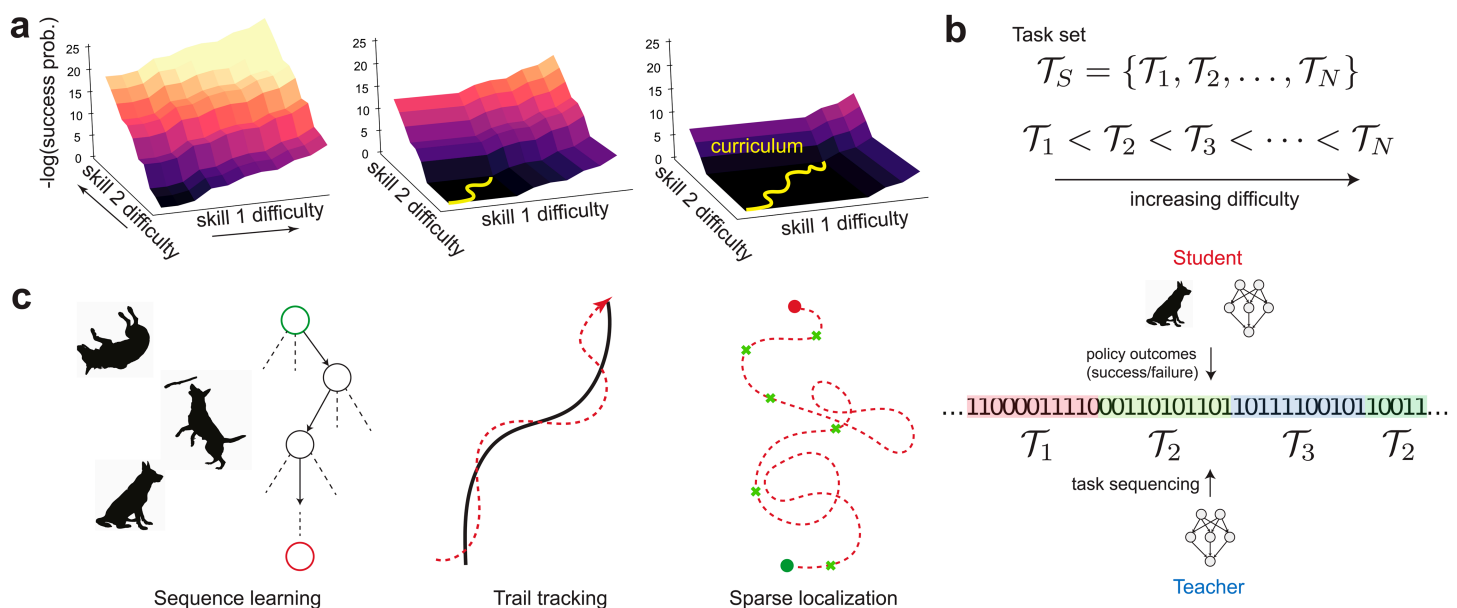 a
-log(success prob.)
25
20
15
10
5
0
skill 2 difficulty
skill 1 difficulty
25
20
15
10
5
0
skill 2 difficulty
skill 1 difficulty
25
20
15
10
5
0
curriculum
skill 2 difficulty
skill 1 difficulty
b
Task set
𝒯_S = {𝒯_1, 𝒯_2, . . . , 𝒯_N}
𝒯_1 < 𝒯_2 < 𝒯_3 < · · · < 𝒯_N
increasing difficulty
Student
policy outcomes
(success/failure)
...11000011110001101011011011110010110011...
𝒯_1 𝒯_2 𝒯_3 𝒯_2
task sequencing
Teacher
c
Sequence learning
Trail tracking
Sparse localization